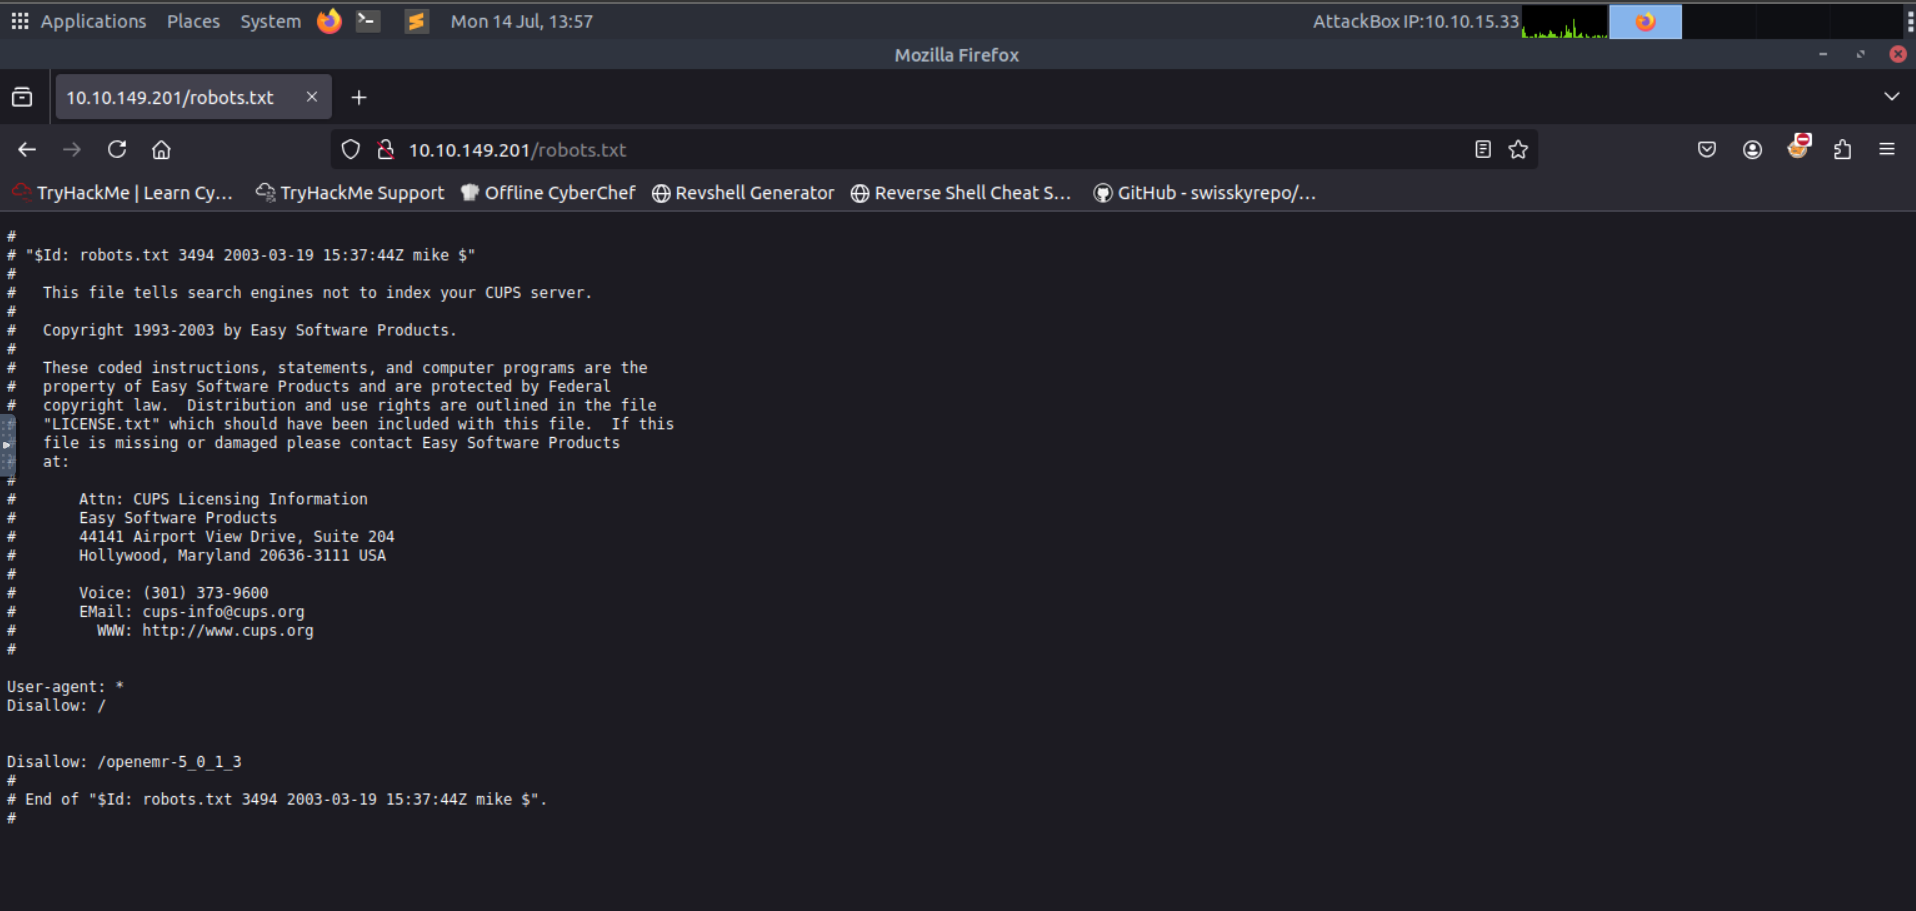 Applications Places System Mon 14 Jul, 13:57 AttackBox IP:10.10.15.33
Mozilla Firefox
10.10.149.201/robots.txt
10.10.149.201/robots.txt
TryHackMe | Learn Cy… TryHackMe Support Offline CyberChef Revshell Generator Reverse Shell Cheat S… GitHub - swisskyrepo/…
#
# "$Id: robots.txt 3494 2003-03-19 15:37:44Z mike $"
#
#   This file tells search engines not to index your CUPS server.
#
#   Copyright 1993-2003 by Easy Software Products.
#
#   These coded instructions, statements, and computer programs are the
#   property of Easy Software Products and are protected by Federal
#   copyright law.  Distribution and use rights are outlined in the file
#   "LICENSE.txt" which should have been included with this file.  If this
    file is missing or damaged please contact Easy Software Products
#   at:
#
#       Attn: CUPS Licensing Information
#       Easy Software Products
#       44141 Airport View Drive, Suite 204
#       Hollywood, Maryland 20636-3111 USA
#
#       Voice: (301) 373-9600
#       EMail: cups-info@cups.org
#         WWW: http://www.cups.org
#
User-agent: *
Disallow: /
Disallow: /openemr-5_0_1_3
#
# End of "$Id: robots.txt 3494 2003-03-19 15:37:44Z mike $".
#